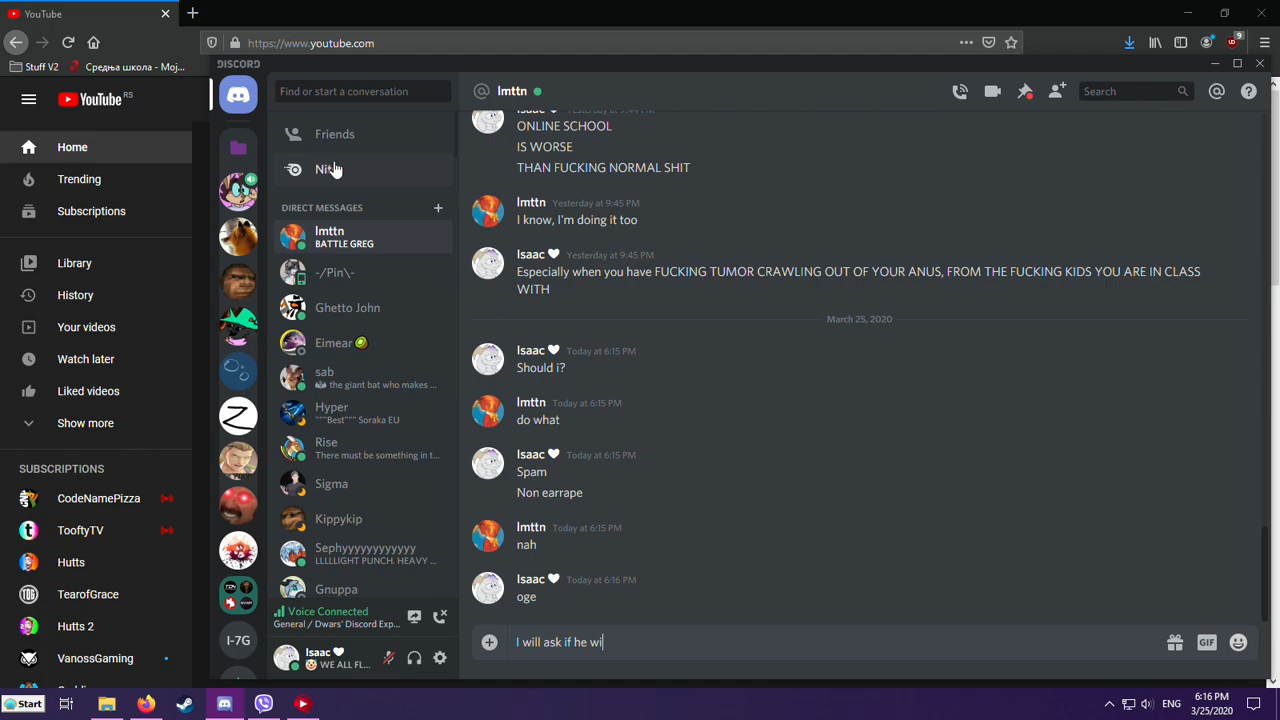 YouTube
https://www.youtube.com
9
Stuff V2
Средња школа - Moj...
DISCORD
YouTube RS
Home
Trending
Subscriptions
Library
History
Your videos
Watch later
Liked videos
Show more
SUBSCRIPTIONS
CodeNamePizza
TooftyTV
Hutts
TearofGrace
Hutts 2
VanossGaming
Find or start a conversation
Friends
DIRECT MESSAGES
Imttn
BATTLE GREG
-/Pin\-
Ghetto John
Eimear
sab
the giant bat who makes ...
Hyper
"""Best""" Soraka EU
Rise
There must be something in t...
Sigma
Kippykip
Sephyyyyyyyyyyy
LLLLLIGHT PUNCH. HEAVY ...
Gnuppa
Voice Connected
General / Dwars' Discord Exp...
Isaac
WE ALL FL...
I-7G
Imttn
Search
Yesterday at 9:44 PM
ONLINE SCHOOL
IS WORSE
THAN FUCKING NORMAL SHIT
Imttn Yesterday at 9:45 PM
I know, I'm doing it too
Isaac Yesterday at 9:45 PM
Especially when you have FUCKING TUMOR CRAWLING OUT OF YOUR ANUS, FROM THE FUCKING KIDS YOU ARE IN CLASS
WITH
March 25, 2020
Isaac Today at 6:15 PM
Should i?
Imttn Today at 6:15 PM
do what
Isaac Today at 6:15 PM
Spam
Non earrape
Imttn Today at 6:15 PM
nah
Isaac Today at 6:16 PM
oge
I will ask if he wi
GIF
Start
ENG
6:16 PM
3/25/2020